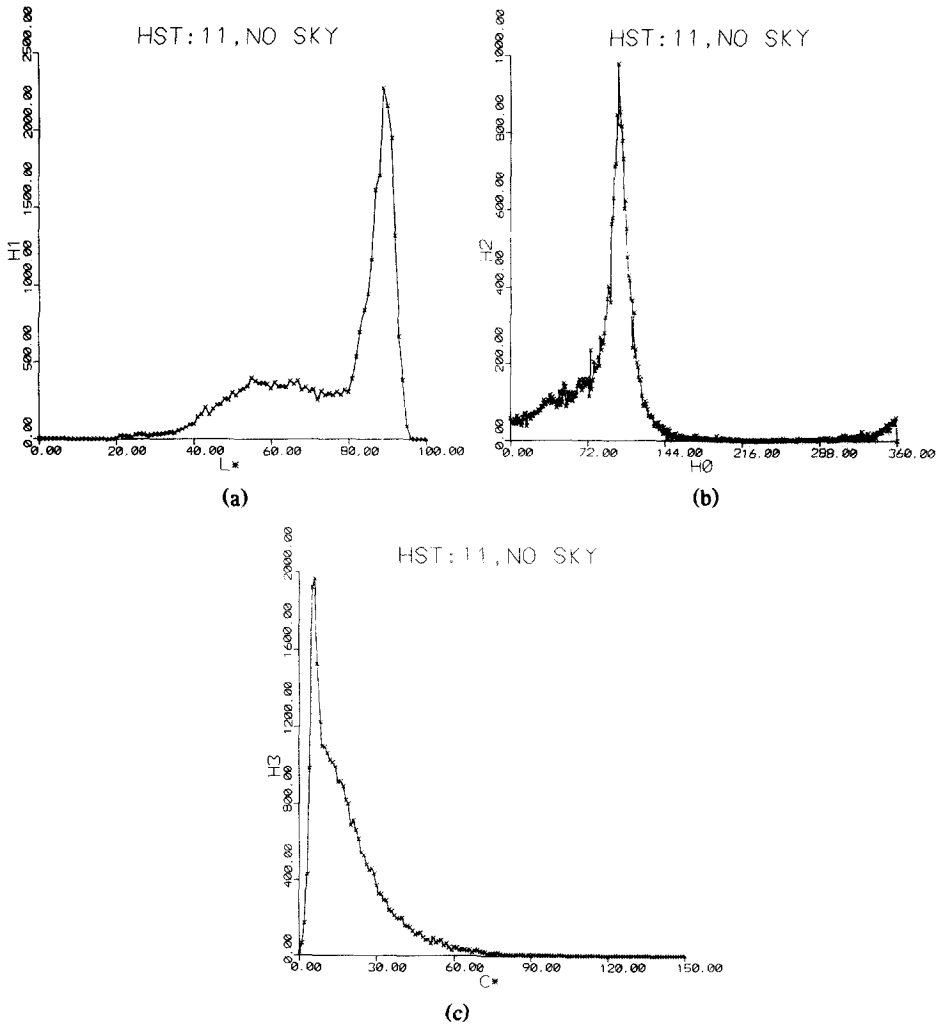 HST:11,NO SKY
2500.00
2000.00
1500.00
1000.00
500.00
0.00
H1
0.00 20.00 40.00 60.00 80.00 100.00
L*
(a)
HST:11,NO SKY
1000.00
800.00
600.00
400.00
200.00
0.00
H2
0.00 72.00 144.00 216.00 288.00 360.00
H0
(b)
HST:11,NO SKY
2000.00
1600.00
1200.00
800.00
400.00
0.00
H3
0.00 30.00 60.00 90.00 120.00 150.00
C*
(c)